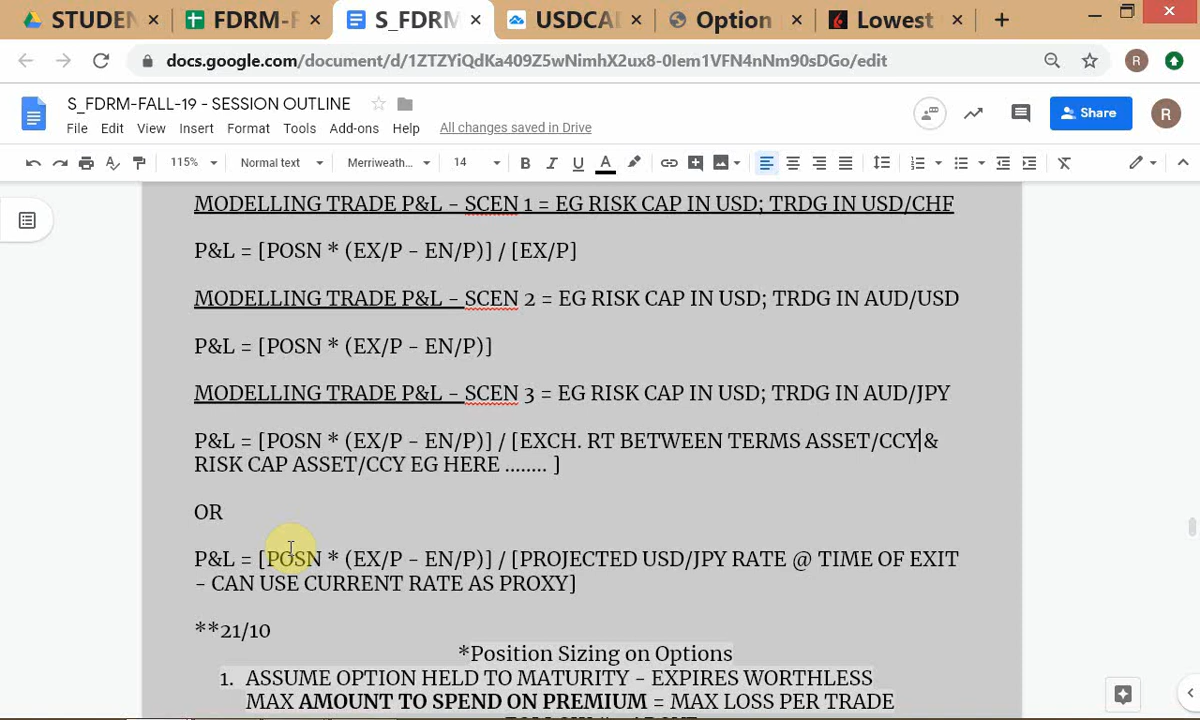 STUDEN
FDRM-F
S_FDRM
USDCAD
Option
Lowest
docs.google.com/document/d/1ZTZYiQdKa409Z5wNimhX2ux8-0Iem1VFN4nNm90sDGo/edit
R
S_FDRM-FALL-19 - SESSION OUTLINE
File Edit View Insert Format Tools Add-ons Help All changes saved in Drive
Share
R
115% Normal text Merriweath... 14 B I U A
MODELLING TRADE P&L - SCEN 1 = EG RISK CAP IN USD; TRDG IN USD/CHF
P&L = [POSN * (EX/P - EN/P)] / [EX/P]
MODELLING TRADE P&L - SCEN 2 = EG RISK CAP IN USD; TRDG IN AUD/USD
P&L = [POSN * (EX/P - EN/P)]
MODELLING TRADE P&L - SCEN 3 = EG RISK CAP IN USD; TRDG IN AUD/JPY
P&L = [POSN * (EX/P - EN/P)] / [EXCH. RT BETWEEN TERMS ASSET/CCY &
RISK CAP ASSET/CCY EG HERE ........ ]
OR
P&L = [POSN * (EX/P - EN/P)] / [PROJECTED USD/JPY RATE @ TIME OF EXIT
- CAN USE CURRENT RATE AS PROXY]
**21/10
*Position Sizing on Options
1. ASSUME OPTION HELD TO MATURITY - EXPIRES WORTHLESS
MAX AMOUNT TO SPEND ON PREMIUM = MAX LOSS PER TRADE